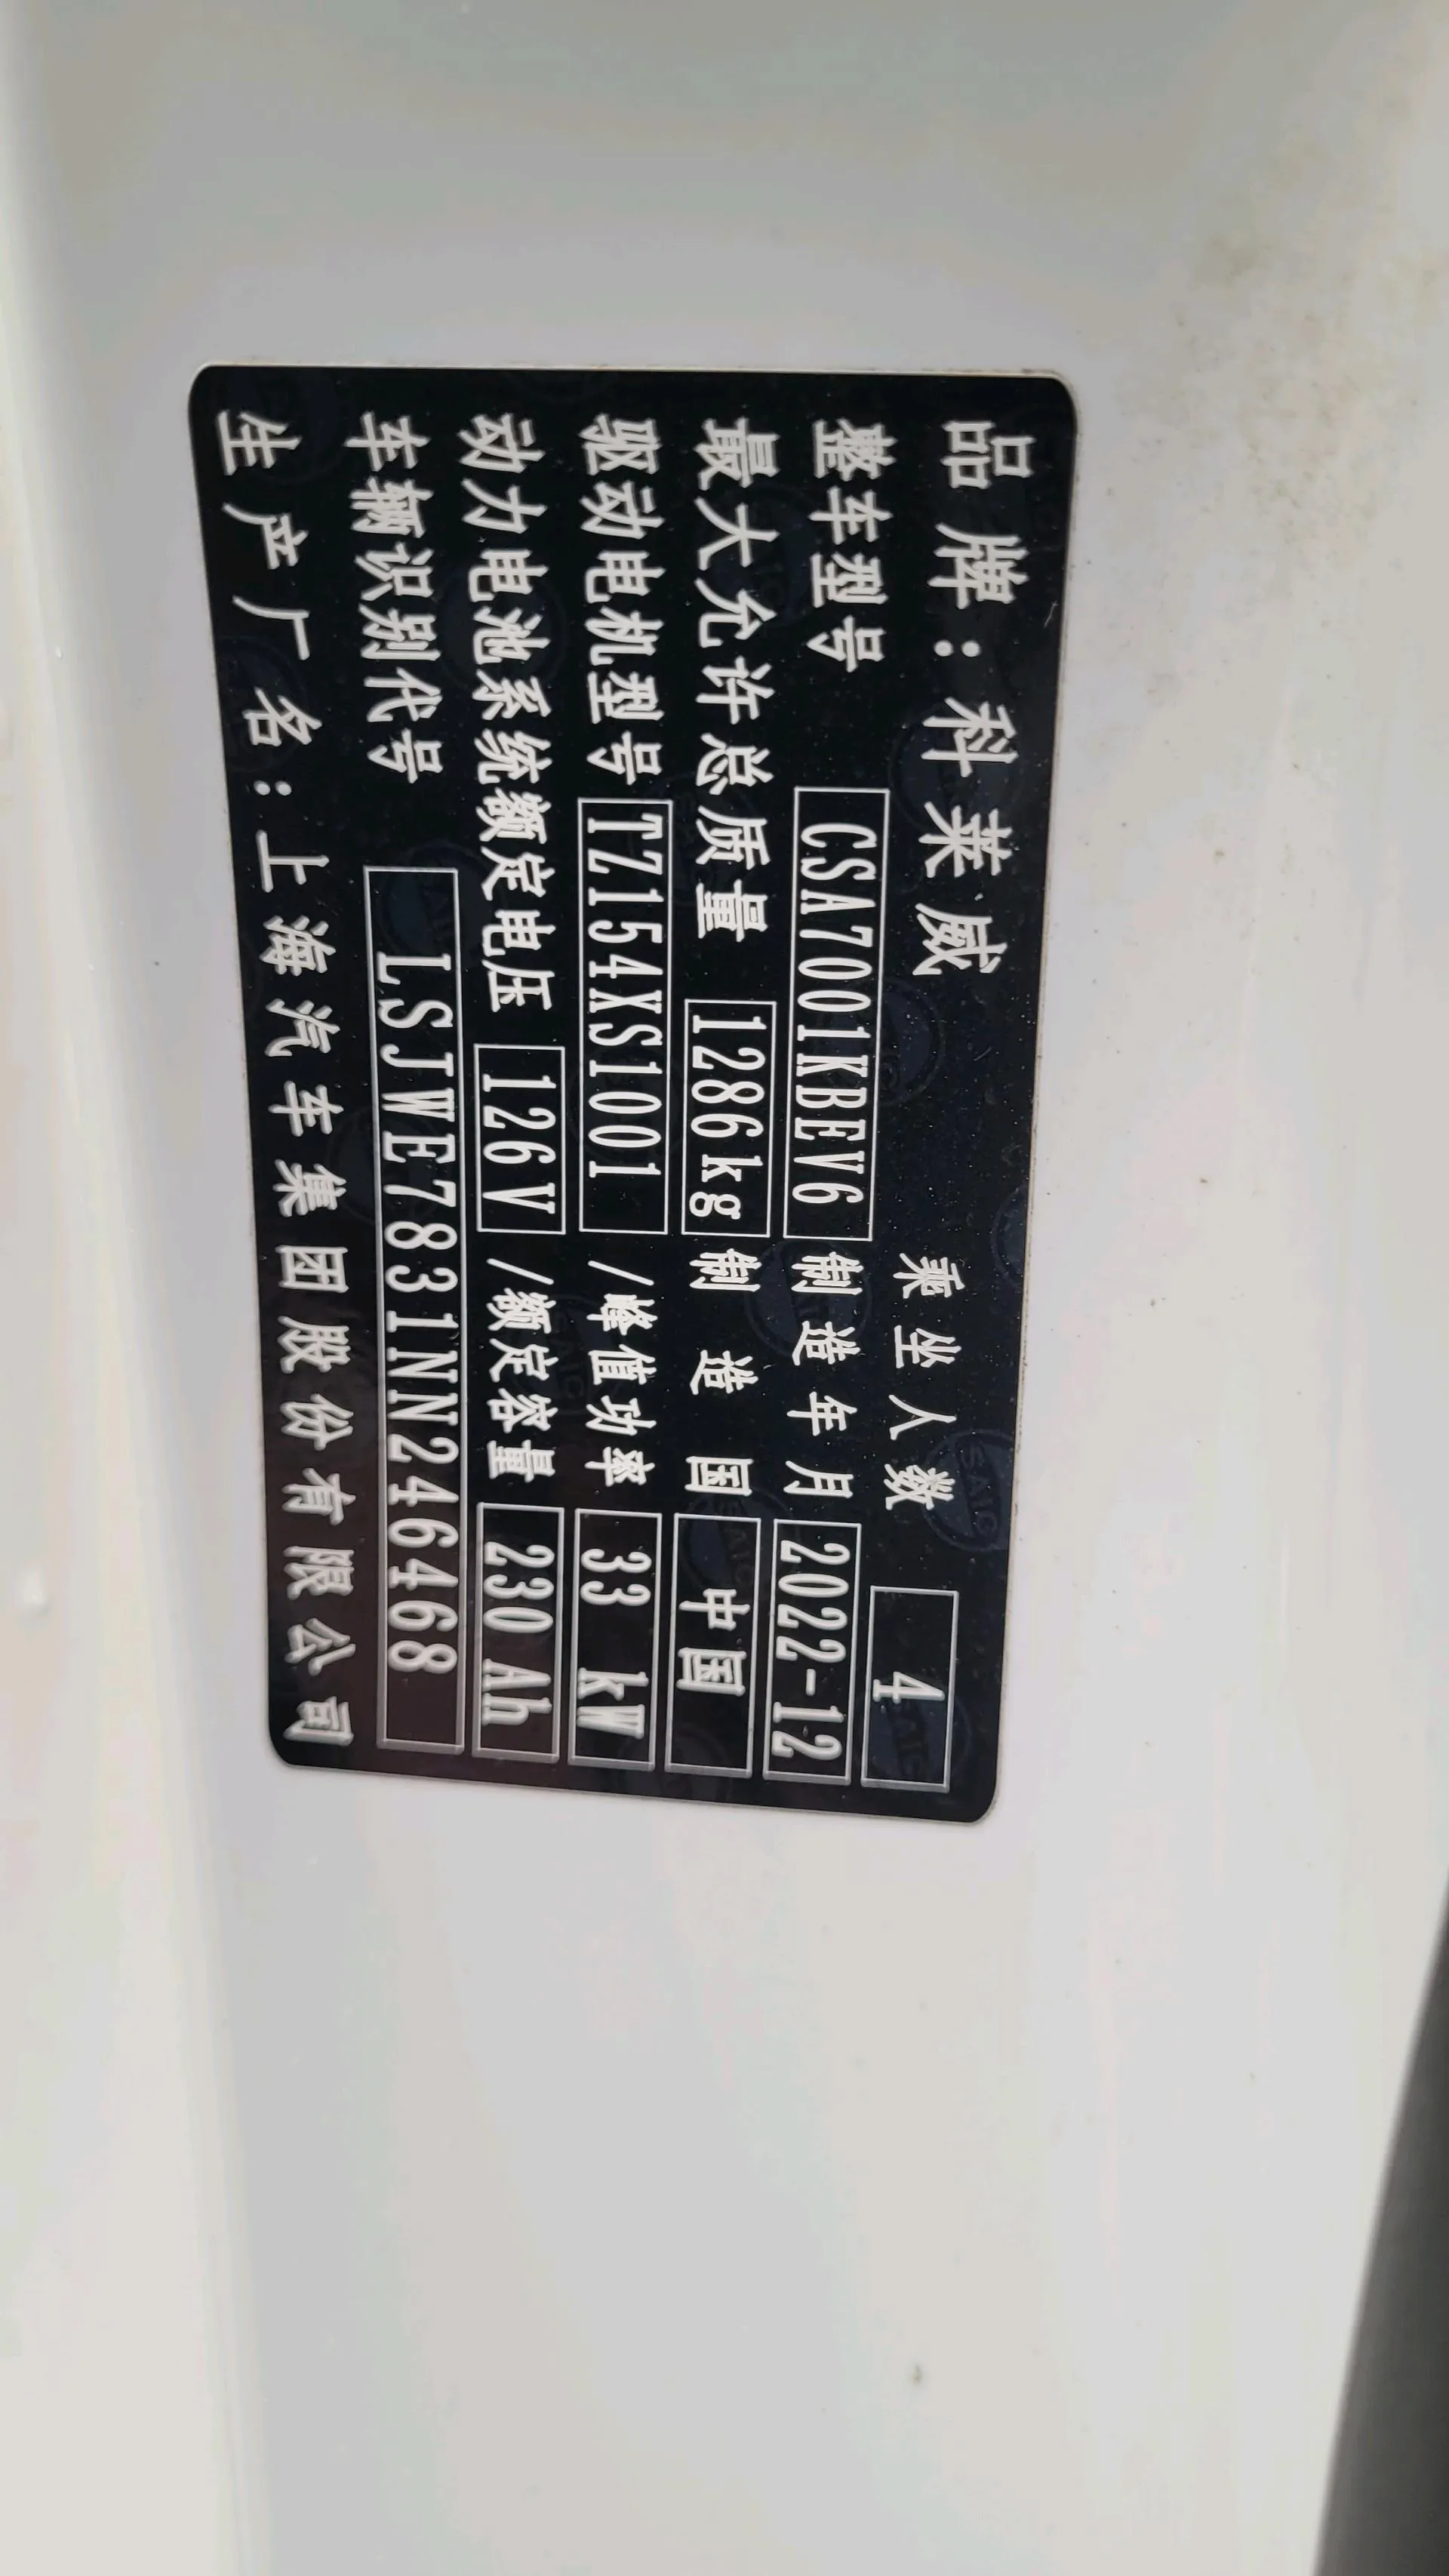 品牌:科莱威 乘坐人数 4
整车型号 CSA7001KBEV6 制造年月 2022-12
最大允许总质量 1286kg 制造国 中国
驱动电机型号 TZ154XS1001 /峰值功率 33 kW
动力电池系统额定电压 126V /额定容量 230 Ah
车辆识别代号 LSJWE7831NN246468
生产厂名:上海汽车集团股份有限公司